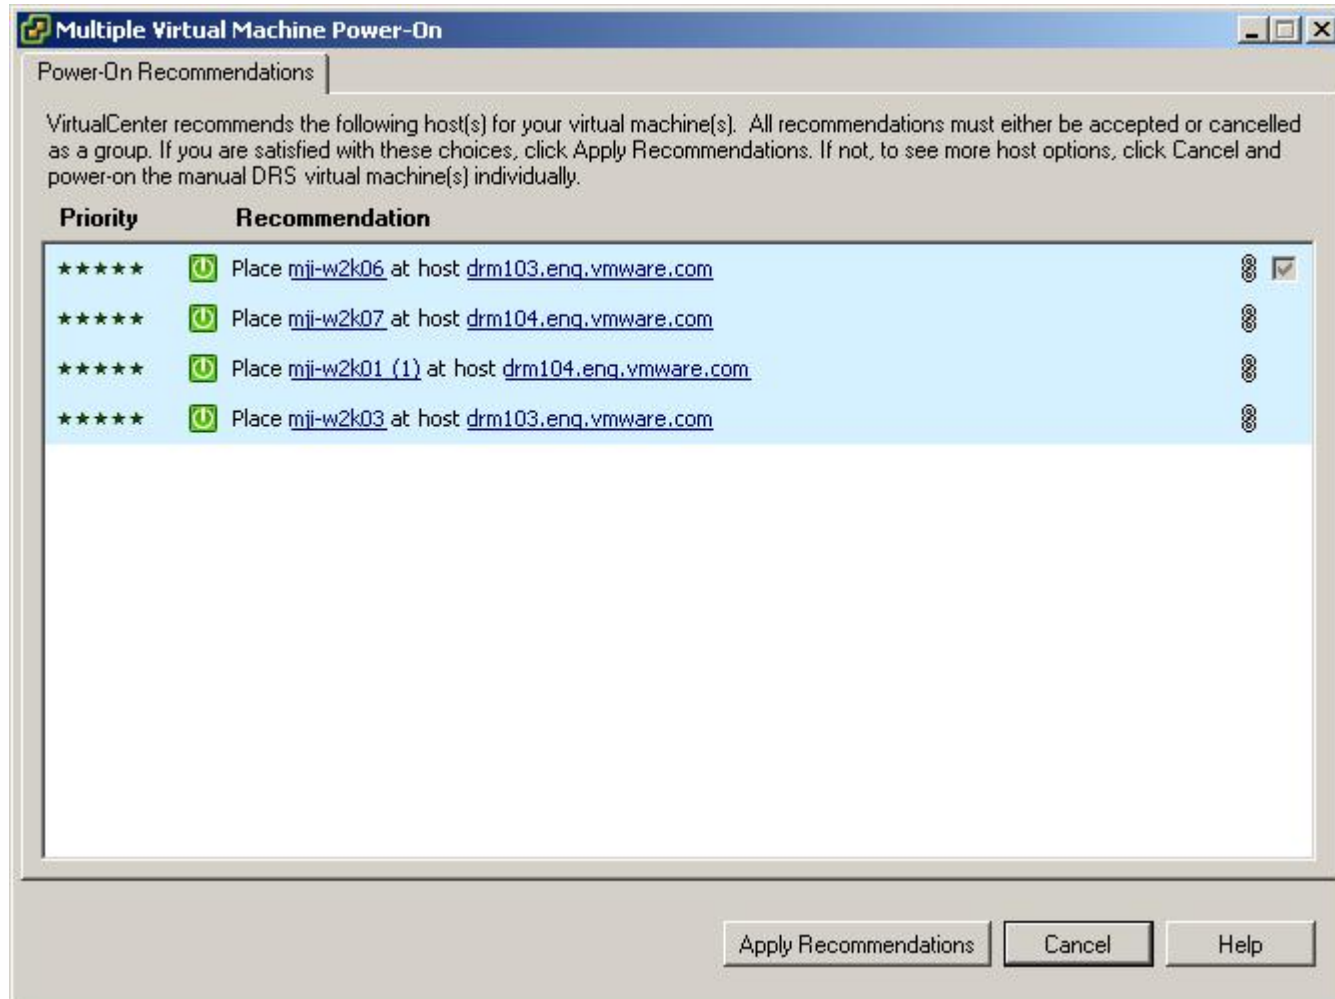 Multiple Virtual Machine Power-On
Power-On Recommendations
VirtualCenter recommends the following host(s) for your virtual machine(s).  All recommendations must either be accepted or cancelled
as a group. If you are satisfied with these choices, click Apply Recommendations. If not, to see more host options, click Cancel and
power-on the manual DRS virtual machine(s) individually.
Priority Recommendation
★★★★★ Place mji-w2k06 at host drm103.eng.vmware.com
★★★★★ Place mji-w2k07 at host drm104.eng.vmware.com
★★★★★ Place mji-w2k01 (1) at host drm104.eng.vmware.com
★★★★★ Place mji-w2k03 at host drm103.eng.vmware.com
Apply Recommendations Cancel Help